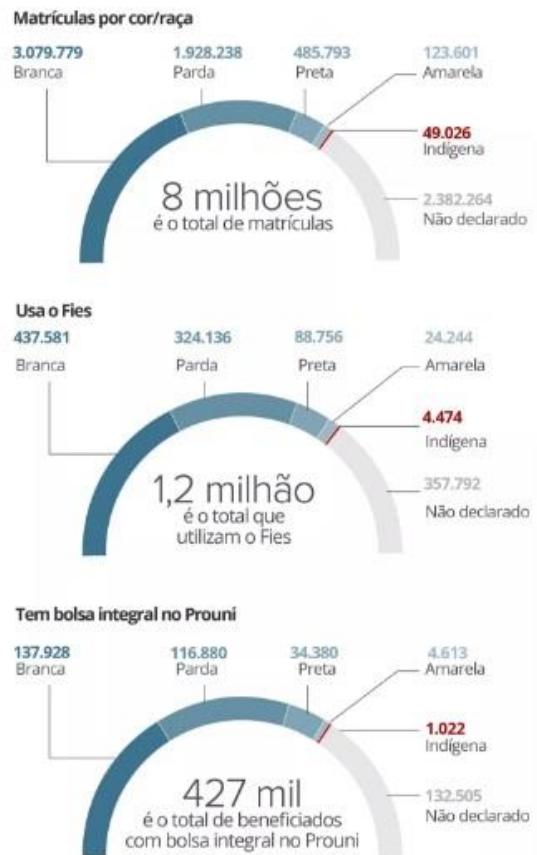 Matrículas por cor/raça
3.079.779 1.928.238 485.793 123.601
Branca Parda Preta Amarela
49.026
Indígena
8 milhões
é o total de matrículas
2.382.264
Não declarado
Usa o Fies
437.581 324.136 88.756 24.244
Branca Parda Preta Amarela
4.474
Indígena
1,2 milhão
é o total que
utilizam o Fies
357.792
Não declarado
Tem bolsa integral no Prouni
137.928 116.880 34.380 4.613
Branca Parda Preta Amarela
1.022
Indígena
427 mil
é o total de beneficiados
com bolsa integral no Prouni
132.505
Não declarado